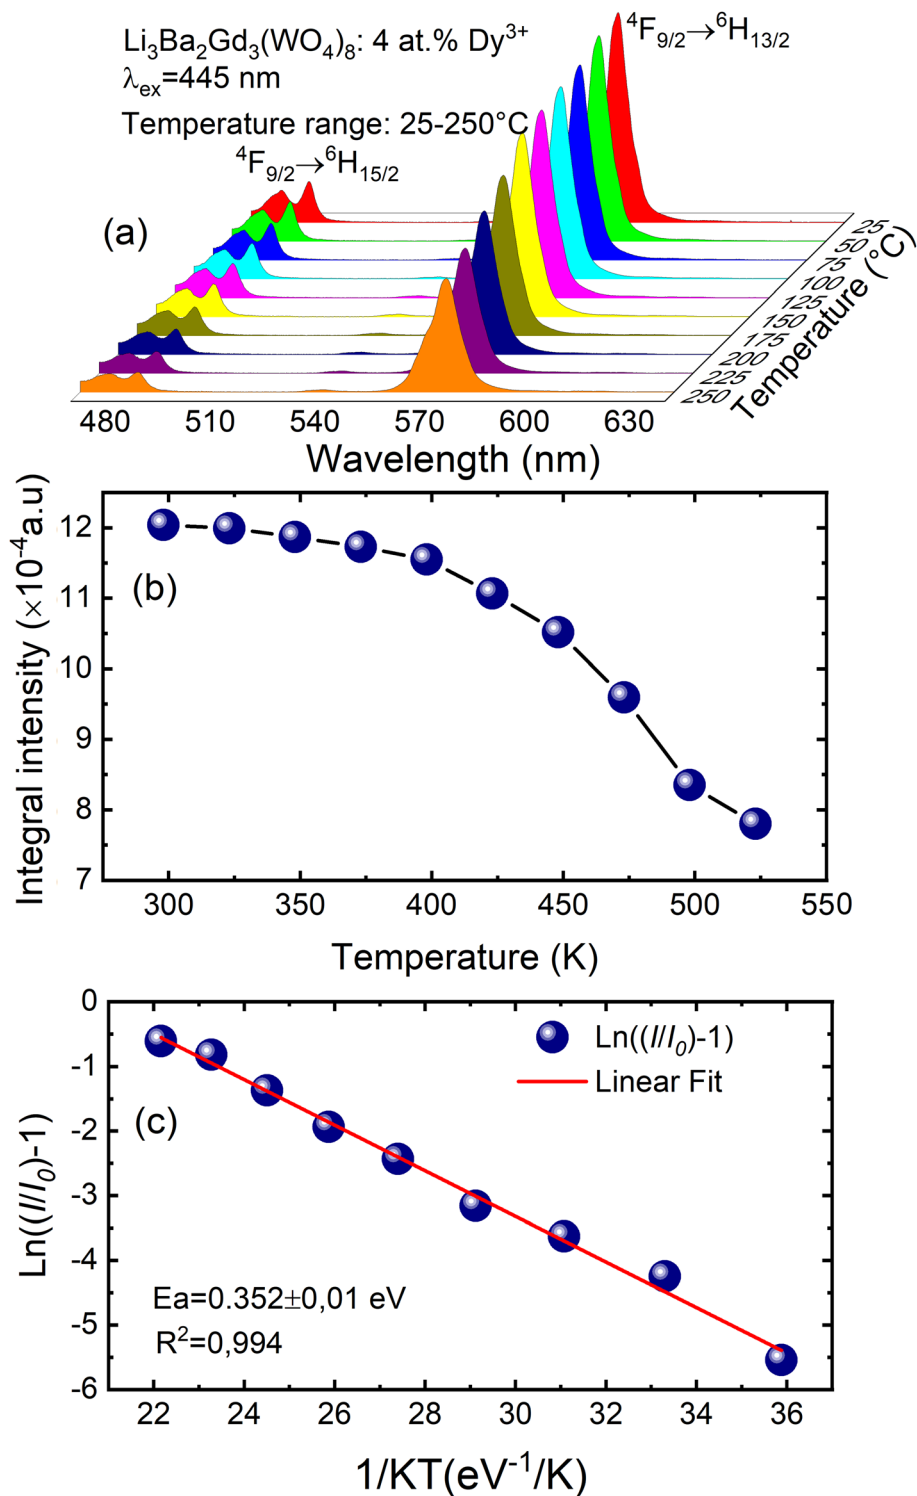 Li₃Ba₂Gd₃(WO₄)₈: 4 at.% Dy³⁺
⁴F₉/₂→⁶H₁₃/₂
λₑₓ=445 nm
Temperature range: 25-250°C
⁴F₉/₂→⁶H₁₅/₂
(a)
25
50
75
100
125
150
175
200
225
250
Temperature (°C)
480 510 540 570 600 630
Wavelength (nm)
12
11
10
9
8
7
Integral intensity (×10⁻⁴a.u)
(b)
300 350 400 450 500 550
Temperature (K)
0
-1
-2
-3
-4
-5
-6
Ln((I/I₀)-1)
Ln((I/I₀)-1)
Linear Fit
(c)
Ea=0.352±0,01 eV
R²=0,994
22 24 26 28 30 32 34 36
1/KT(eV⁻¹/K)